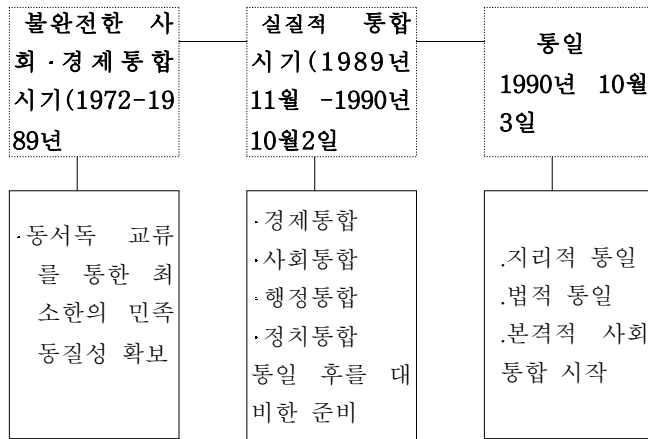 불완전한 사
회·경제통합
시기(1972-19
89년
실질적 통합
시기(1989년
11월 -1990년
10월2일
통일
1990년 10월
3일
·동서독 교류
를 통한 최
소한의 민족
동질성 확보
·경제통합
·사회통합
·행정통합
·정치통합
통일 후를 대
비한 준비
.지리적 통일
.법적 통일
.본격적 사회
통합 시작